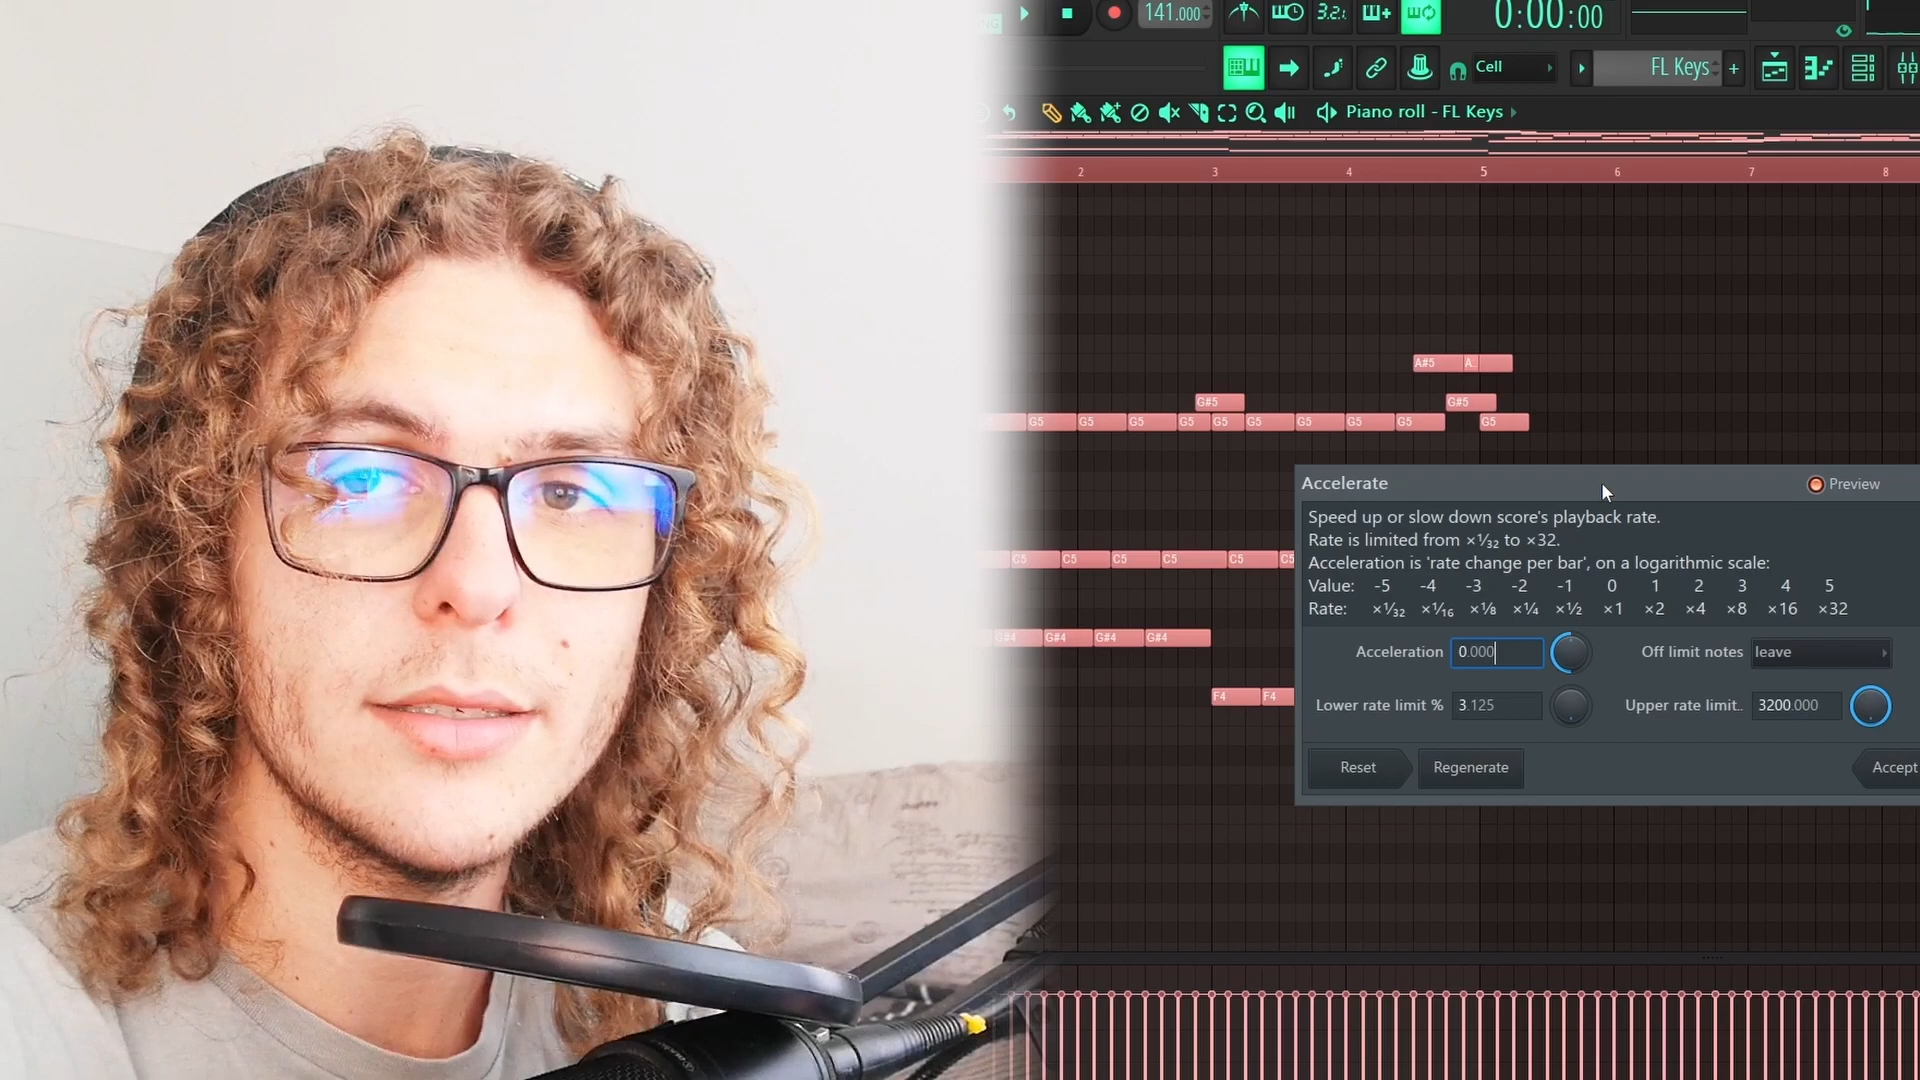 141.000
3.2.
0:00:00
Cell
FL Keys
Piano roll - FL Keys
2 3 4 5 6 7 8
A#5 A.
G#5 G#5
G5 G5 G5 G5 G5 G5 G5 G5 G5 G5
C5 C5 C5 C5 C5 C5
G#4 G#4 G#4 G#4
F4 F4
Accelerate
Preview
Speed up or slow down score's playback rate.
Rate is limited from ×¹⁄₃₂ to ×32.
Acceleration is 'rate change per bar', on a logarithmic scale:
Value: -5 -4 -3 -2 -1 0 1 2 3 4 5
Rate: ×¹⁄₃₂ ×¹⁄₁₆ ×⅛ ×¼ ×½ ×1 ×2 ×4 ×8 ×16 ×32
Acceleration 0.000 Off limit notes leave
Lower rate limit % 3.125 Upper rate limit.. 3200.000
Reset Regenerate Accept